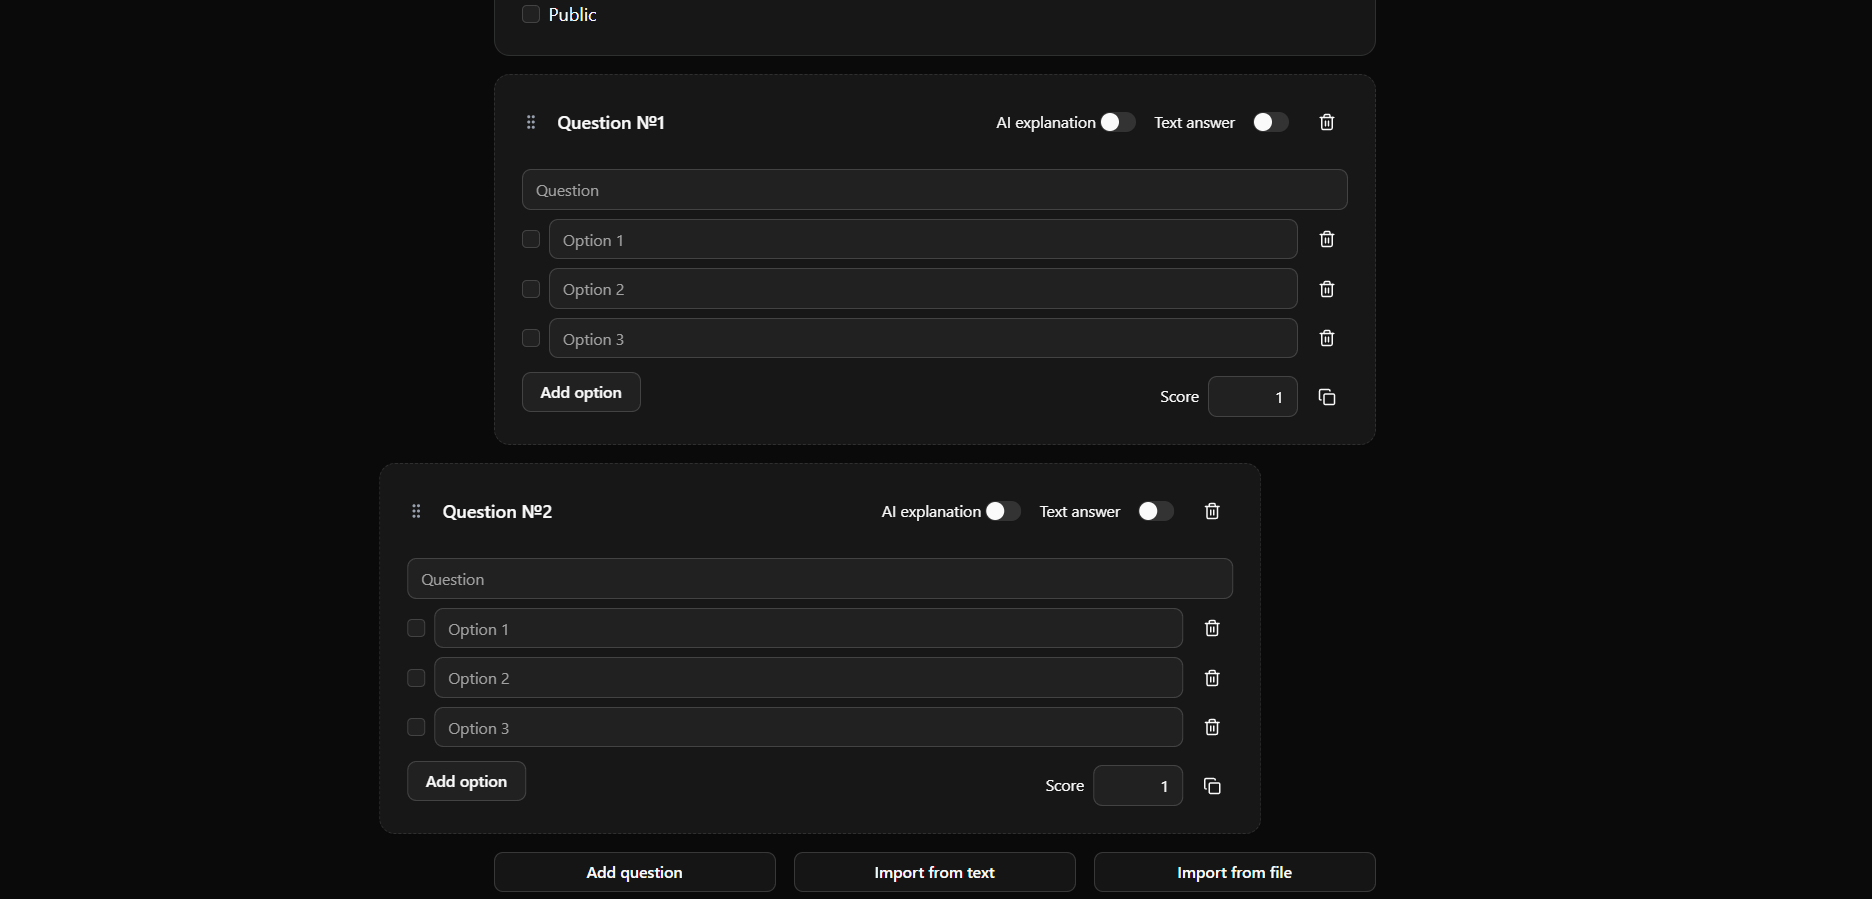 Public
Question №1
AI explanation
Text answer
Question
Option 1
Option 2
Option 3
Add option
Score
1
Question №2
AI explanation
Text answer
Question
Option 1
Option 2
Option 3
Add option
Score
1
Add question
Import from text
Import from file